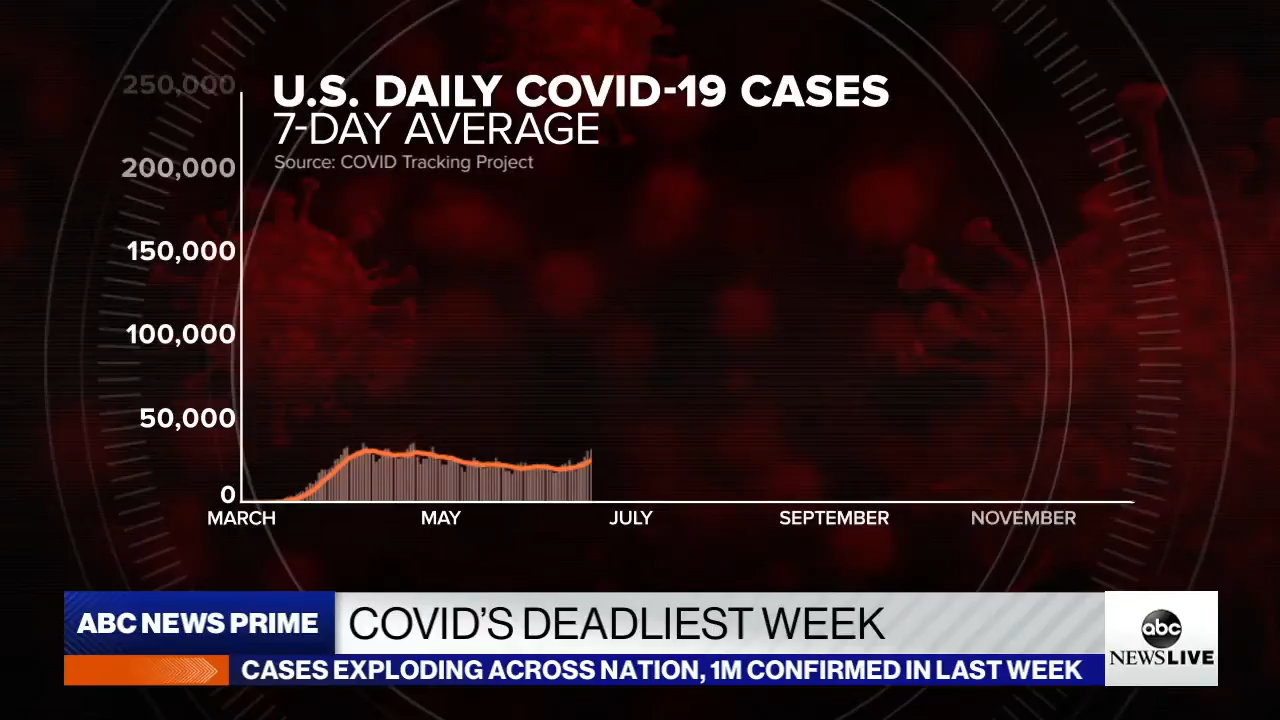 U.S. DAILY COVID-19 CASES
7-DAY AVERAGE
Source: COVID Tracking Project
250,000
200,000
150,000
100,000
50,000
0
MARCH MAY JULY SEPTEMBER NOVEMBER
ABC NEWS PRIME
COVID'S DEADLIEST WEEK
CASES EXPLODING ACROSS NATION, 1M CONFIRMED IN LAST WEEK
abc
NEWSLIVE